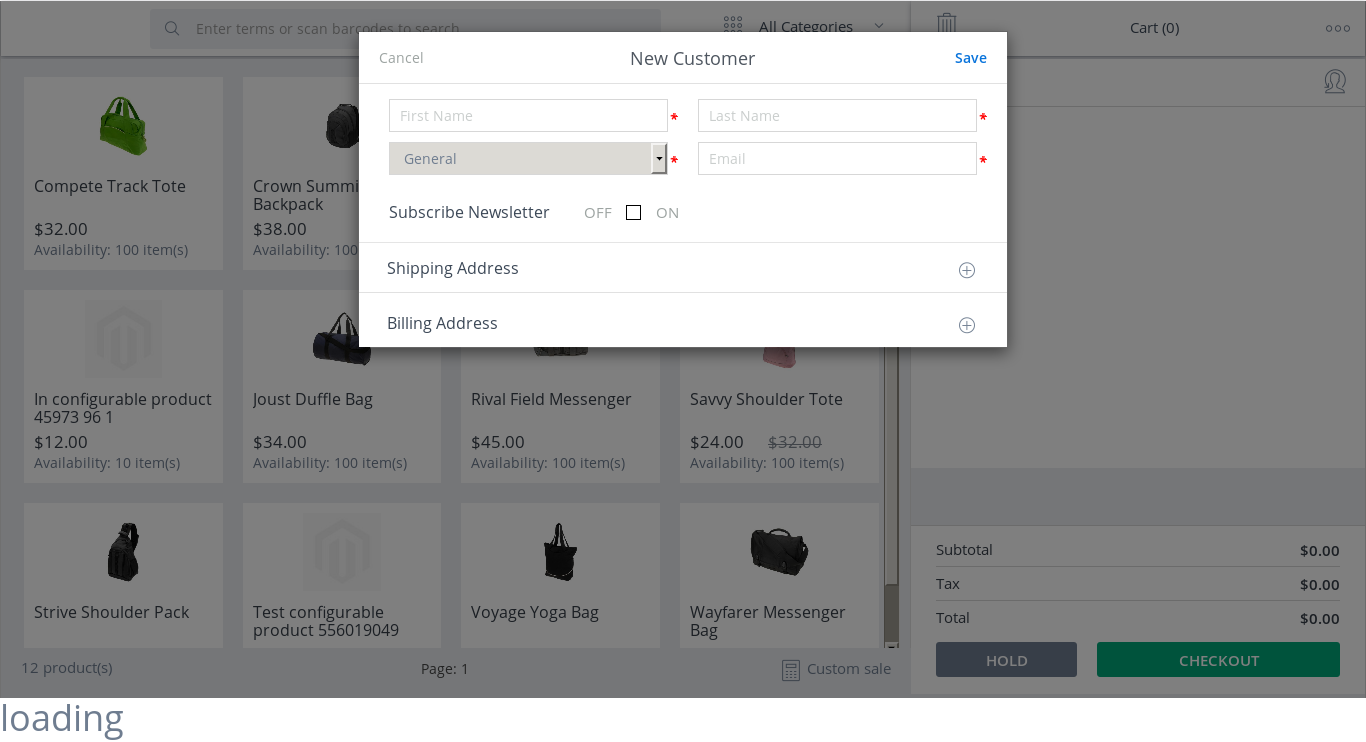 Enter terms or scan barcodes to search
All Categories
Cart (0)
Cancel
New Customer
Save
First Name *
Last Name *
General *
Email *
Subscribe Newsletter OFF ON
Shipping Address
Billing Address
Compete Track Tote
$32.00
Availability: 100 item(s)
Crown Summi
Backpack
$38.00
Availability: 100
In configurable product
45973 96 1
$12.00
Availability: 10 item(s)
Joust Duffle Bag
$34.00
Availability: 100 item(s)
Rival Field Messenger
$45.00
Availability: 100 item(s)
Savvy Shoulder Tote
$24.00 $32.00
Availability: 100 item(s)
Strive Shoulder Pack
Test configurable
product 556019049
Voyage Yoga Bag
Wayfarer Messenger
Bag
12 product(s)
Page: 1
Custom sale
Subtotal $0.00
Tax $0.00
Total $0.00
HOLD
CHECKOUT
loading